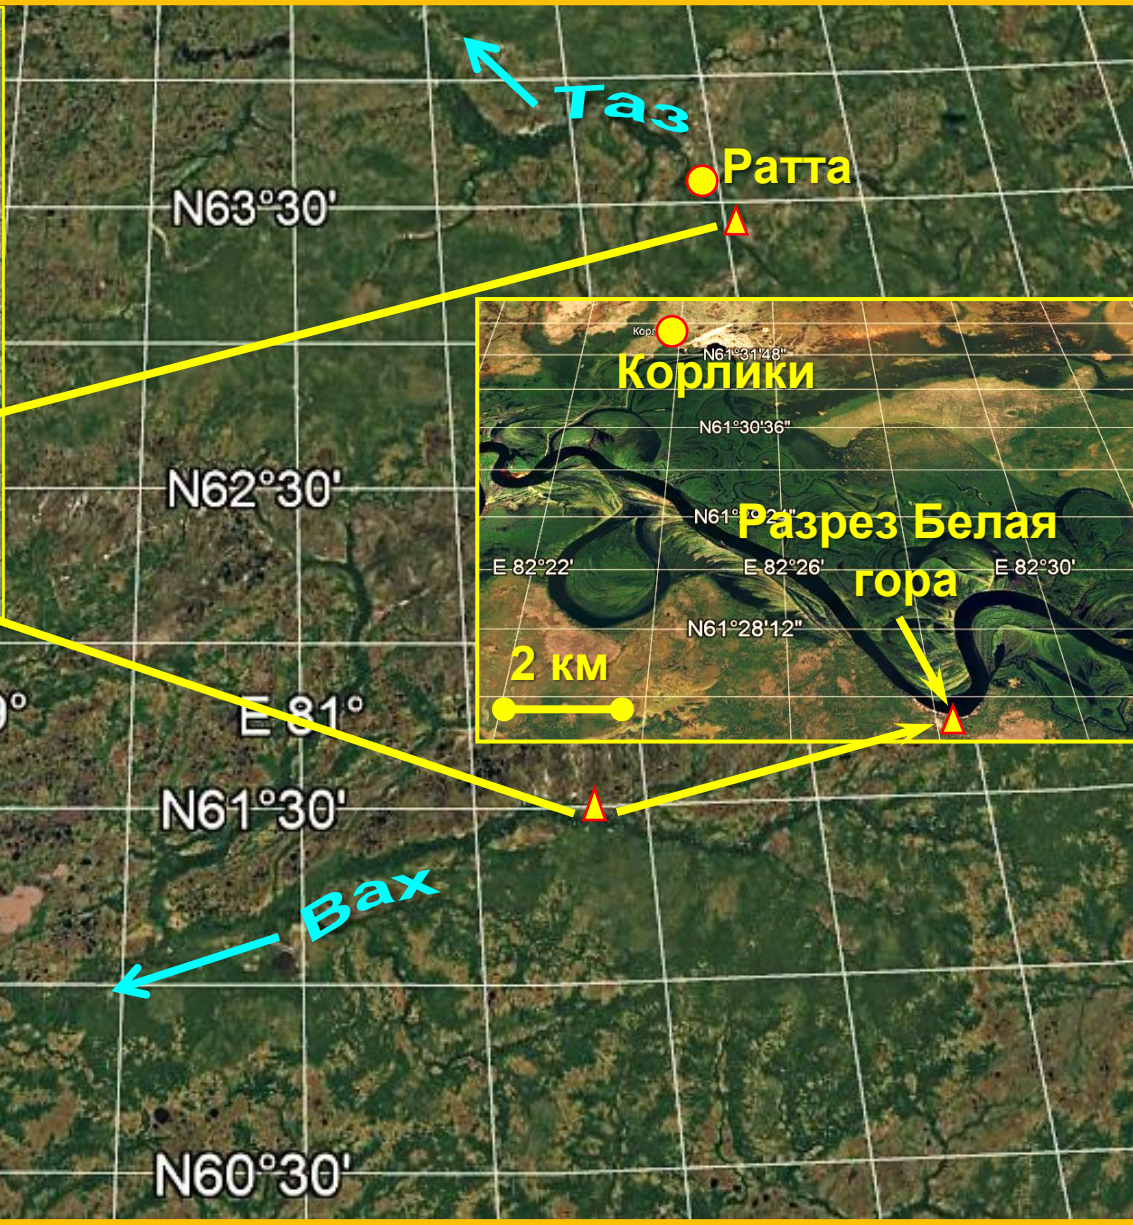 Таз
Ратта
N63°30'
Корлики
N61°31'48"
N61°30'36"
N62°30'
Разрез Белая
гора
E 82°22'
E 82°26'
E 82°30'
N61°28'12"
2 км
9°
E 81°
N61°30'
Вах
N60°30'